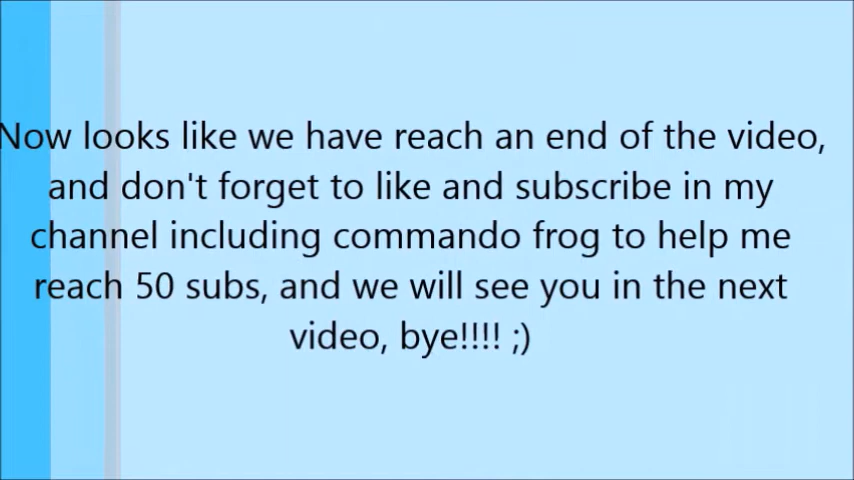 Now looks like we have reach an end of the video,
and don't forget to like and subscribe in my
channel including commando frog to help me
reach 50 subs, and we will see you in the next
video, bye!!!! ;)